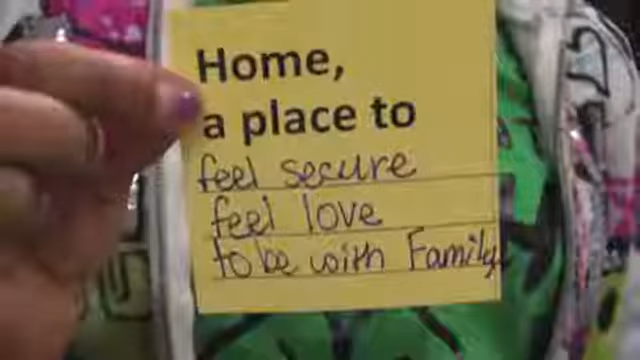 Home,
a place to
feel secure
feel love
to be with Family